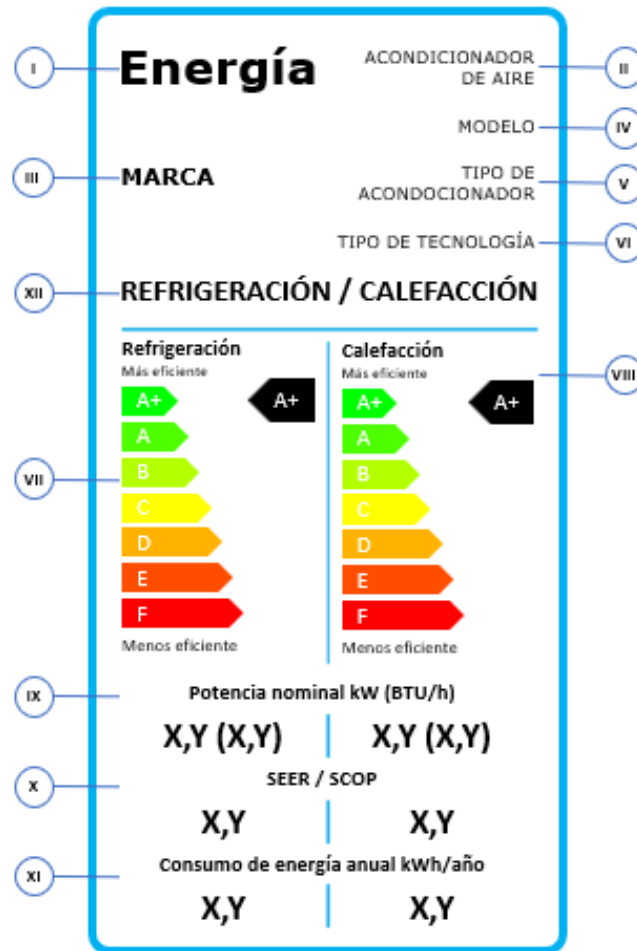 I
Energía
ACONDICIONADOR
DE AIRE
II
MODELO
IV
III
MARCA
TIPO DE
ACONDOCIONADOR
V
TIPO DE TECNOLOGÍA
VI
XII
REFRIGERACIÓN / CALEFACCIÓN
Refrigeración
Más eficiente
A+
A+
A
B
C
D
E
F
Menos eficiente
VII
Calefacción
Más eficiente
A+
A+
A
B
C
D
E
F
Menos eficiente
VIII
IX
Potencia nominal kW (BTU/h)
X,Y (X,Y)
X,Y (X,Y)
X
SEER / SCOP
X,Y
X,Y
XI
Consumo de energía anual kWh/año
X,Y
X,Y